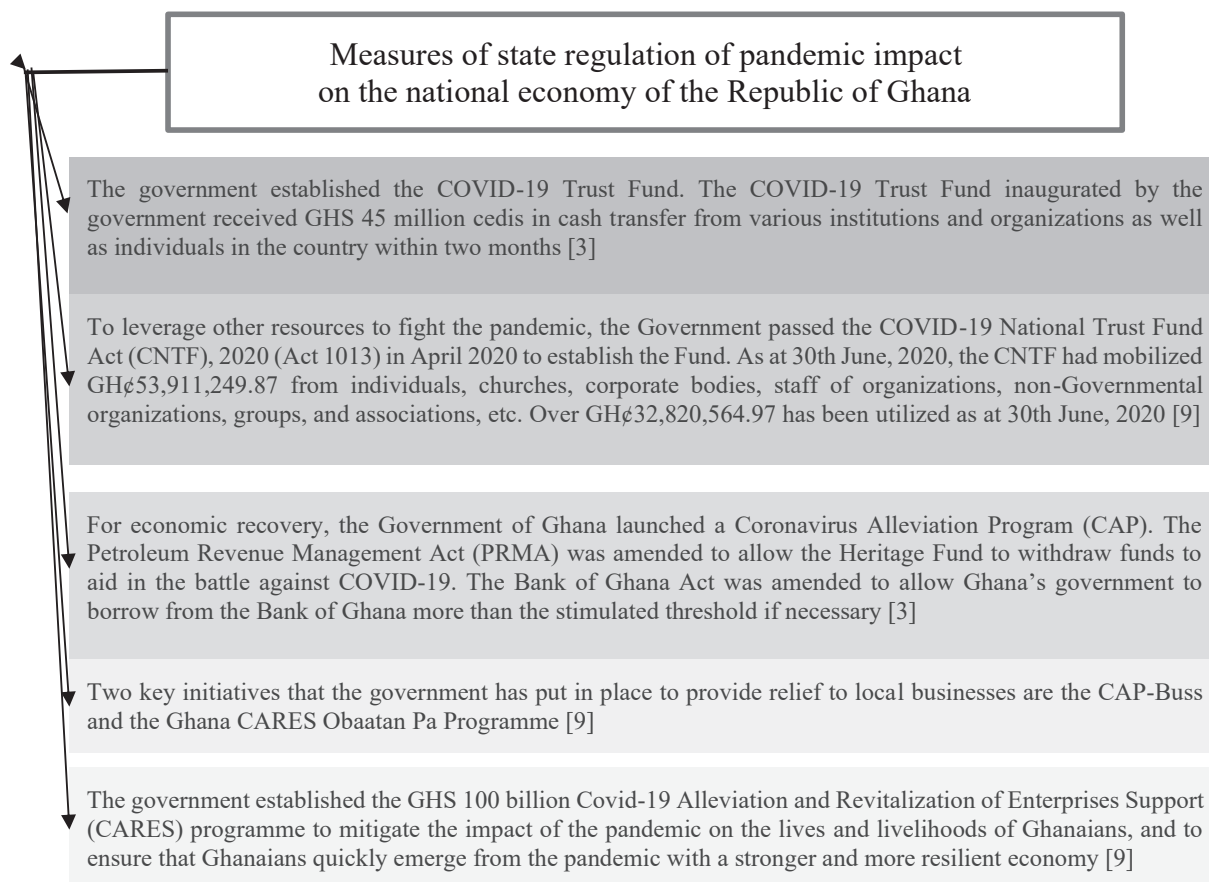 Measures of state regulation of pandemic impact
on the national economy of the Republic of Ghana
The government established the COVID-19 Trust Fund. The COVID-19 Trust Fund inaugurated by the
government received GHS 45 million cedis in cash transfer from various institutions and organizations as well
as individuals in the country within two months [3]
To leverage other resources to fight the pandemic, the Government passed the COVID-19 National Trust Fund
Act (CNTF), 2020 (Act 1013) in April 2020 to establish the Fund. As at 30th June, 2020, the CNTF had mobilized
GH¢53,911,249.87 from individuals, churches, corporate bodies, staff of organizations, non-Governmental
organizations, groups, and associations, etc. Over GH¢32,820,564.97 has been utilized as at 30th June, 2020 [9]
For economic recovery, the Government of Ghana launched a Coronavirus Alleviation Program (CAP). The
Petroleum Revenue Management Act (PRMA) was amended to allow the Heritage Fund to withdraw funds to
aid in the battle against COVID-19. The Bank of Ghana Act was amended to allow Ghana’s government to
borrow from the Bank of Ghana more than the stimulated threshold if necessary [3]
Two key initiatives that the government has put in place to provide relief to local businesses are the CAP-Buss
and the Ghana CARES Obaatan Pa Programme [9]
The government established the GHS 100 billion Covid-19 Alleviation and Revitalization of Enterprises Support
(CARES) programme to mitigate the impact of the pandemic on the lives and livelihoods of Ghanaians, and to
ensure that Ghanaians quickly emerge from the pandemic with a stronger and more resilient economy [9]